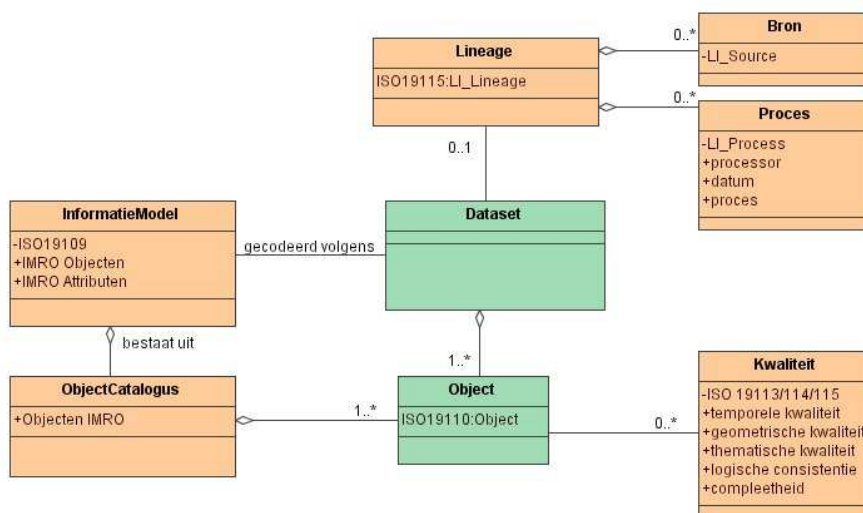 Lineage
ISO19115:LI_Lineage
0..*
Bron
-LI_Source
0..*
Proces
-LI_Process
+processor
+datum
+proces
0..1
InformatieModel
-ISO19109
+IMRO Objecten
+IMRO Attributen
gecodeerd volgens
Dataset
bestaat uit
1..*
ObjectCatalogus
+Objecten IMRO
1..*
Object
ISO19110:Object
0..*
Kwaliteit
-ISO 19113/114/115
+temporele kwaliteit
+geometrische kwaliteit
+thematische kwaliteit
+logische consistentie
+compleetheid